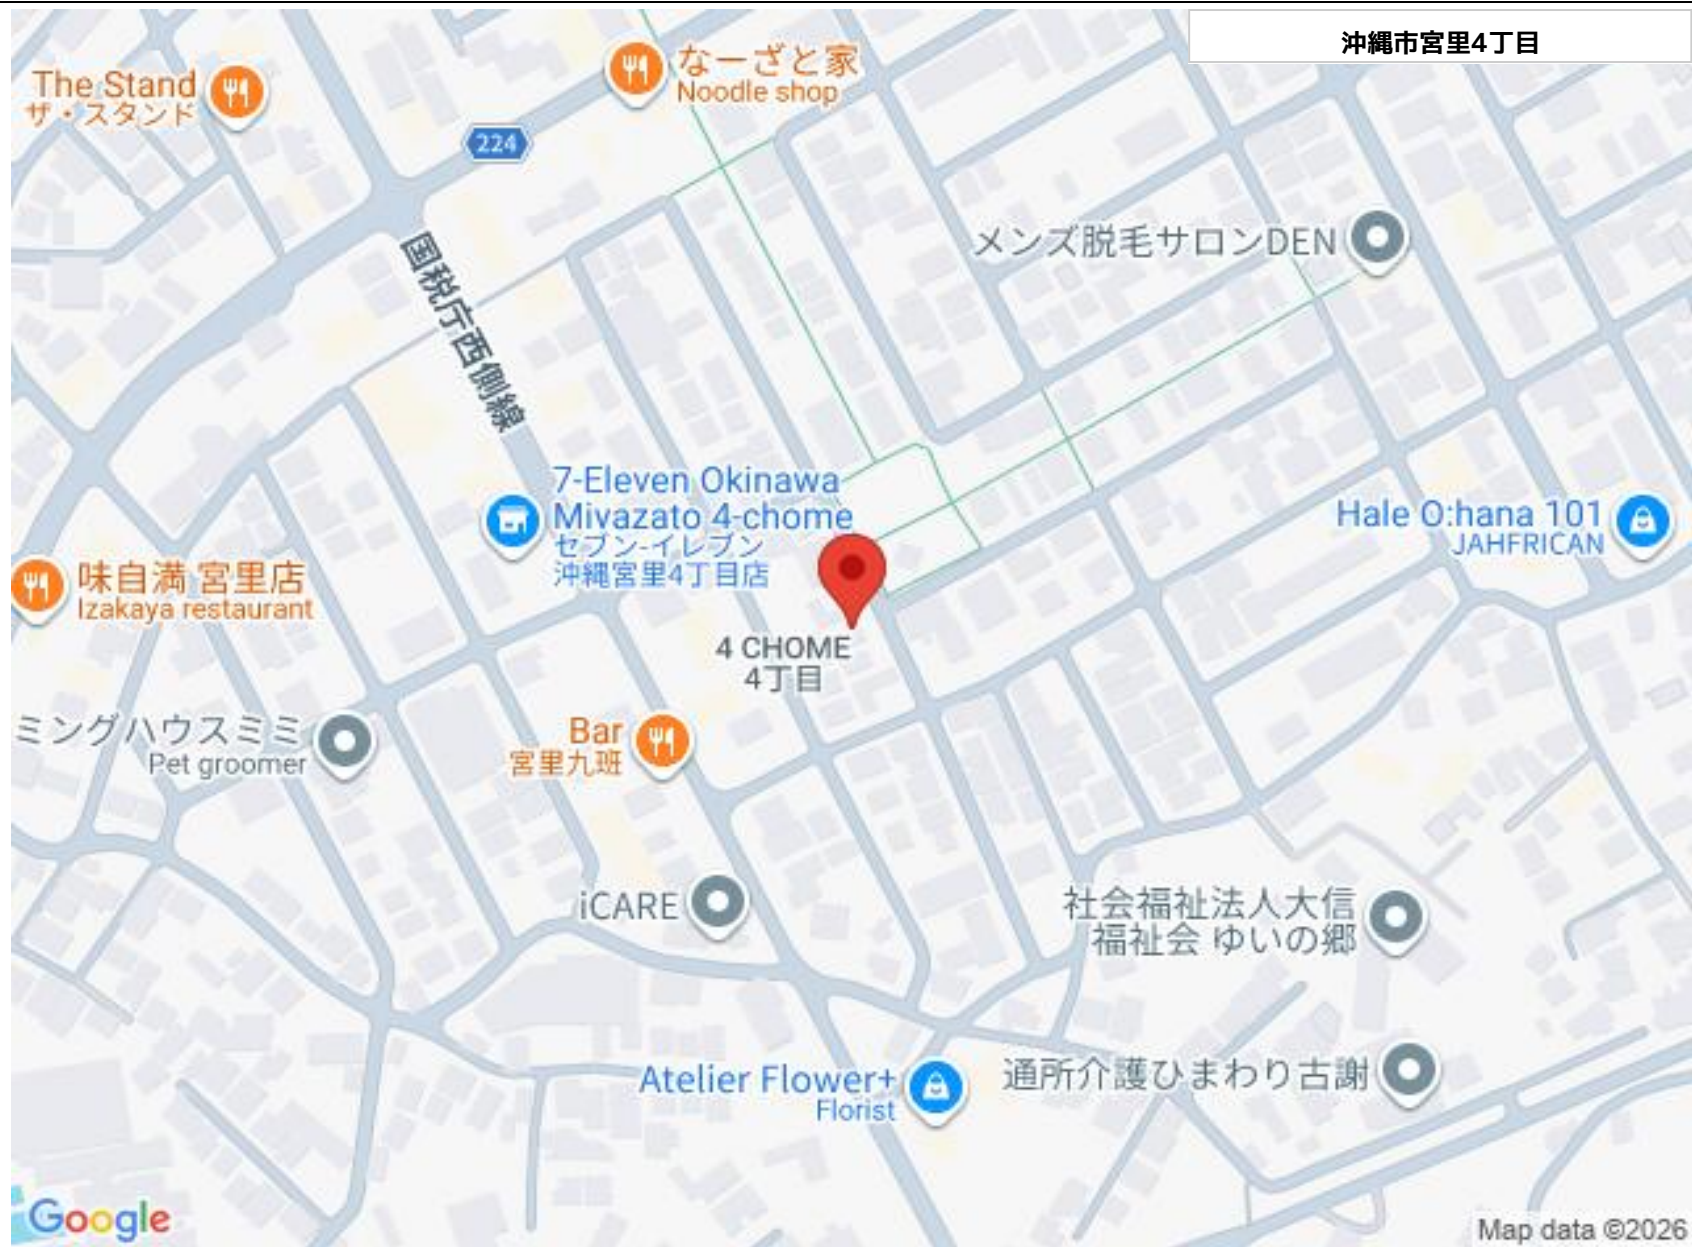 沖縄市宮里4丁目
The Stand
ザ・スタンド
なーざと家
Noodle shop
224
メンズ脱毛サロンDEN
国税庁西側線
7-Eleven Okinawa
Miyazato 4-chome
セブン-イレブン
沖縄宮里4丁目店
Hale O:hana 101
JAHFRICAN
味自満 宮里店
Izakaya restaurant
4 CHOME
4丁目
ミングハウスミミ
Pet groomer
Bar
宮里九班
iCARE
社会福祉法人大信
福祉会 ゆいの郷
Atelier Flower+
Florist
通所介護ひまわり古謝
Google
Map data ©2026